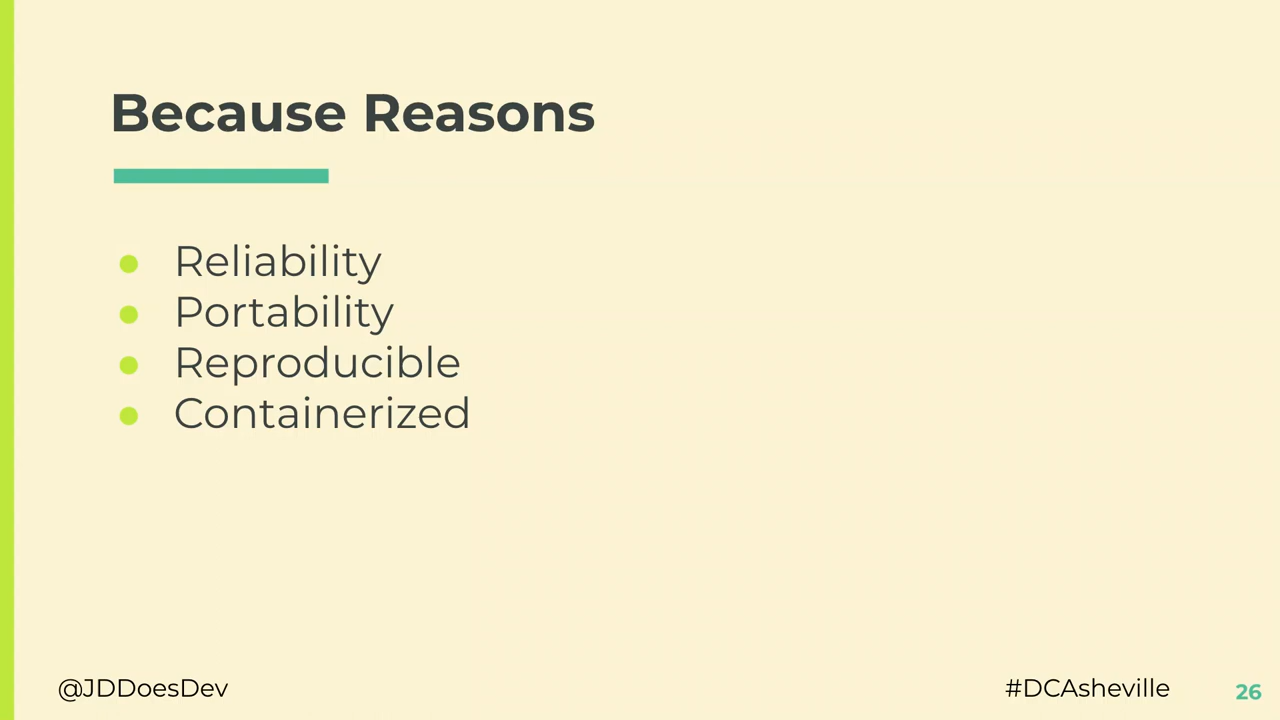 Because Reasons
● Reliability
● Portability
● Reproducible
● Containerized
@JDDoesDev
#DCAsheville
26